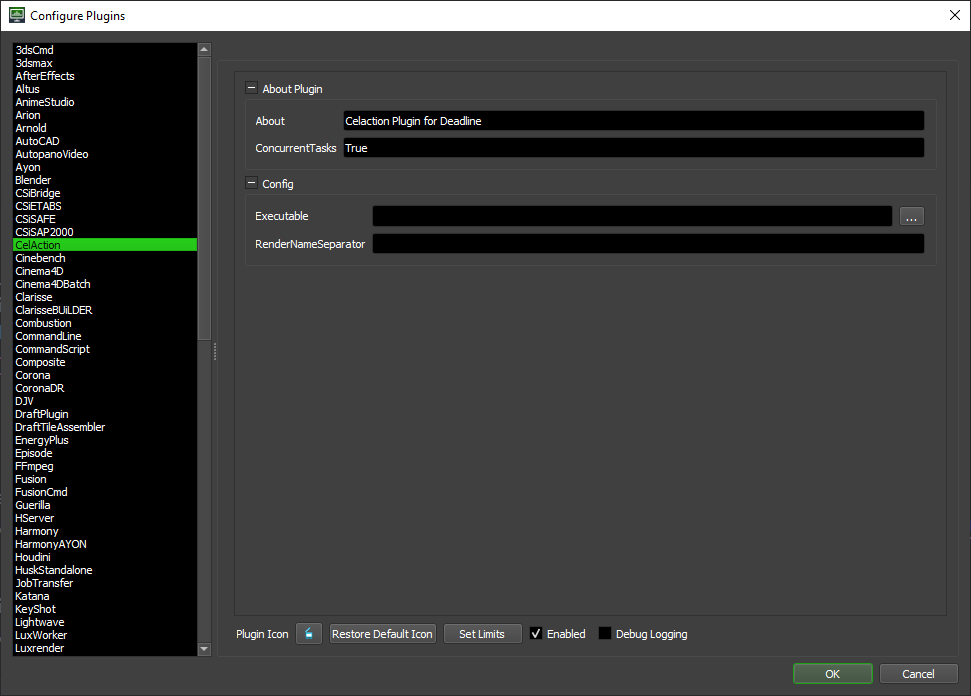 Configure Plugins
3dsCmd
3dsmax
AfterEffects
Altus
AnimeStudio
Arion
Arnold
AutoCAD
AutopanoVideo
Ayon
Blender
CSiBridge
CSiETABS
CSiSAFE
CSiSAP2000
CelAction
Cinebench
Cinema4D
Cinema4DBatch
Clarisse
ClarisseBUiLDER
Combustion
CommandLine
CommandScript
Composite
Corona
CoronaDR
DJV
DraftPlugin
DraftTileAssembler
EnergyPlus
Episode
FFmpeg
Fusion
FusionCmd
Guerilla
HServer
Harmony
HarmonyAYON
Houdini
HuskStandalone
JobTransfer
Katana
KeyShot
Lightwave
LuxWorker
Luxrender
About Plugin
About Celaction Plugin for Deadline
ConcurrentTasks True
Config
Executable ...
RenderNameSeparator
Plugin Icon Restore Default Icon Set Limits Enabled Debug Logging
OK Cancel